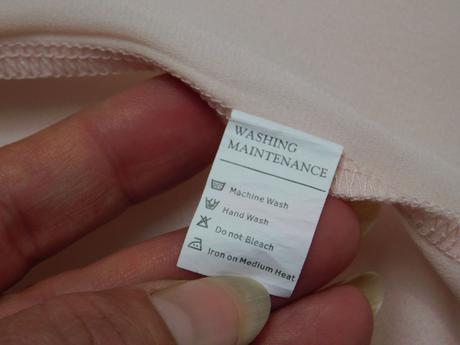 WASHING
MAINTENANCE
Machine Wash
Hand Wash
Do not Bleach
Iron on Medium Heat